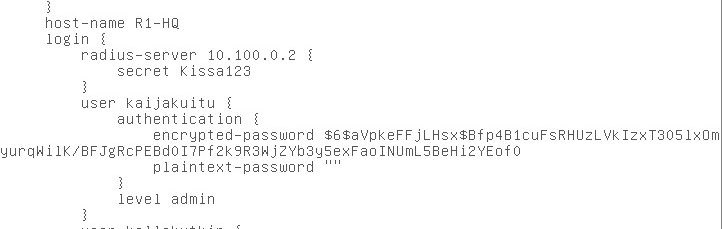 }
host-name R1-HQ
login {
radius-server 10.100.0.2 {
secret Kissa123
}
user kaijakuitu {
authentication {
encrypted-password $6$aVpkeFFjLHsx$Bfp4B1cuFsRHUzLVkIzxT305lxOm
yurqWilK/BFJgRcPEBd0I7Pf2k9R3WjZYb3y5exFaoINUmL5BeHi2YEof0
plaintext-password ""
}
level admin
}